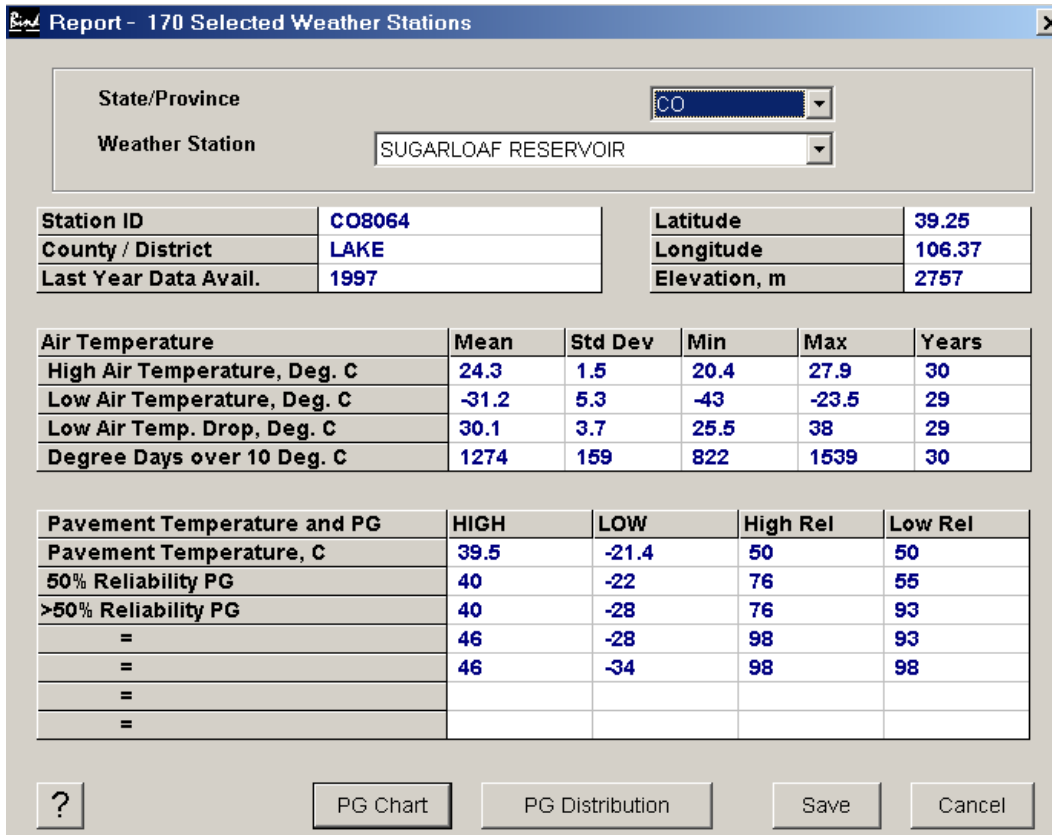 Bind Report - 170 Selected Weather Stations
State/Province CO
Weather Station SUGARLOAF RESERVOIR
Station ID CO8064 Latitude 39.25
County / District LAKE Longitude 106.37
Last Year Data Avail. 1997 Elevation, m 2757
Air Temperature Mean Std Dev Min Max Years
High Air Temperature, Deg. C 24.3 1.5 20.4 27.9 30
Low Air Temperature, Deg. C -31.2 5.3 -43 -23.5 29
Low Air Temp. Drop, Deg. C 30.1 3.7 25.5 38 29
Degree Days over 10 Deg. C 1274 159 822 1539 30
Pavement Temperature and PG HIGH LOW High Rel Low Rel
Pavement Temperature, C 39.5 -21.4 50 50
50% Reliability PG 40 -22 76 55
>50% Reliability PG 40 -28 76 93
= 46 -28 98 93
= 46 -34 98 98
=
=
? PG Chart PG Distribution Save Cancel